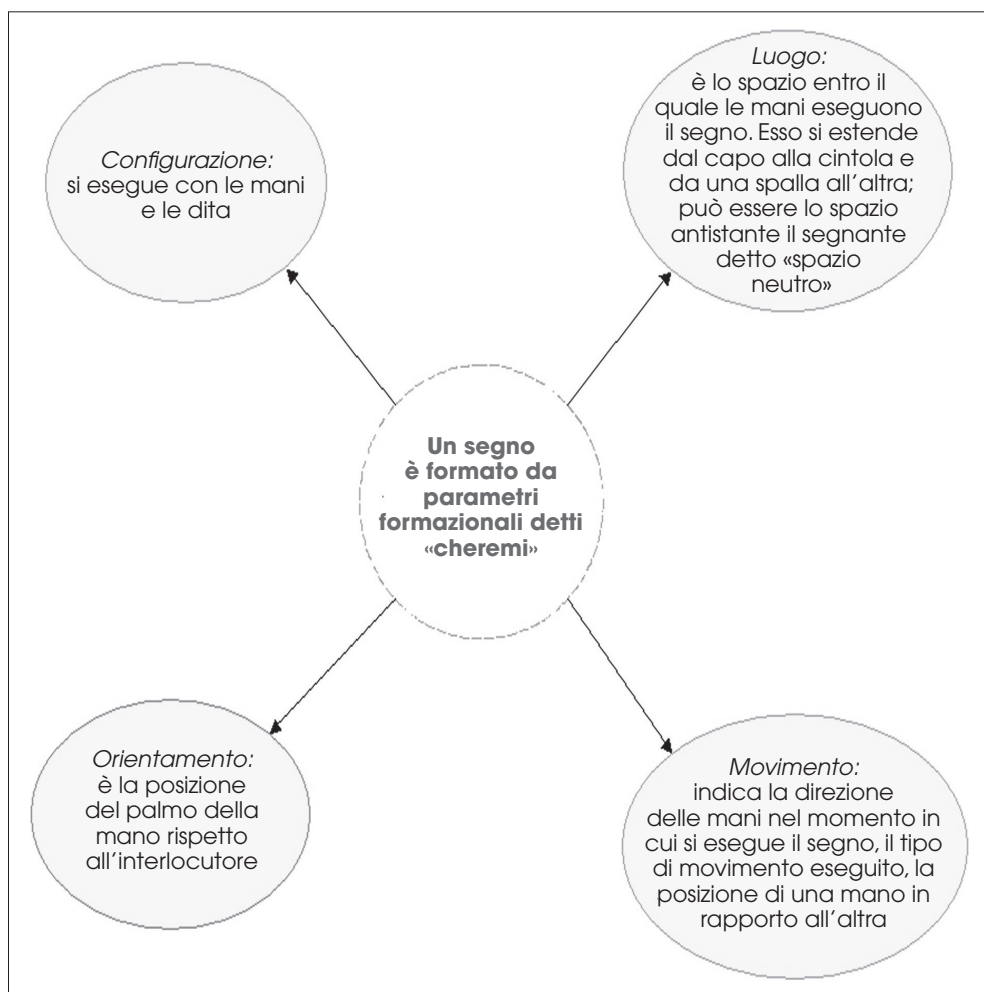 Configurazione:
si esegue con le mani
e le dita
Luogo:
è lo spazio entro il
quale le mani eseguono
il segno. Esso si estende
dal capo alla cintola e
da una spalla all’altra;
può essere lo spazio
antistante il segnante
detto «spazio
neutro»
Un segno
è formato da
parametri
formazionali detti
«cheremi»
Orientamento:
è la posizione
del palmo della
mano rispetto
all’interlocutore
Movimento:
indica la direzione
delle mani nel momento in
cui si esegue il segno, il tipo
di movimento eseguito, la
posizione di una mano in
rapporto all’altra